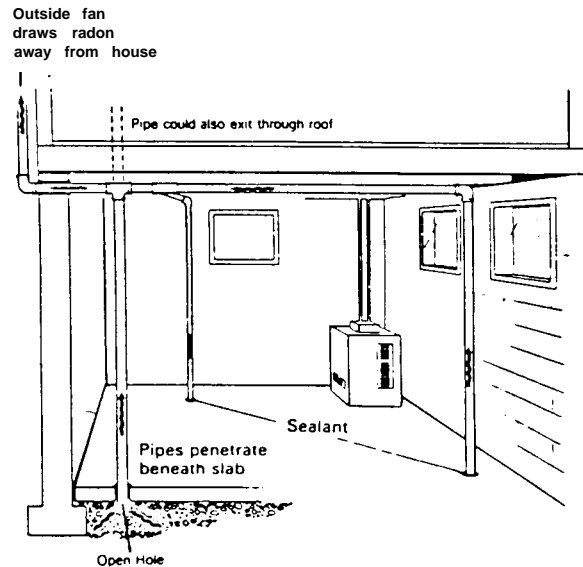 Outside fan
draws radon
away from house
Pipe could also exit through roof
Sealant
Pipes penetrate
beneath slab
Open Hole